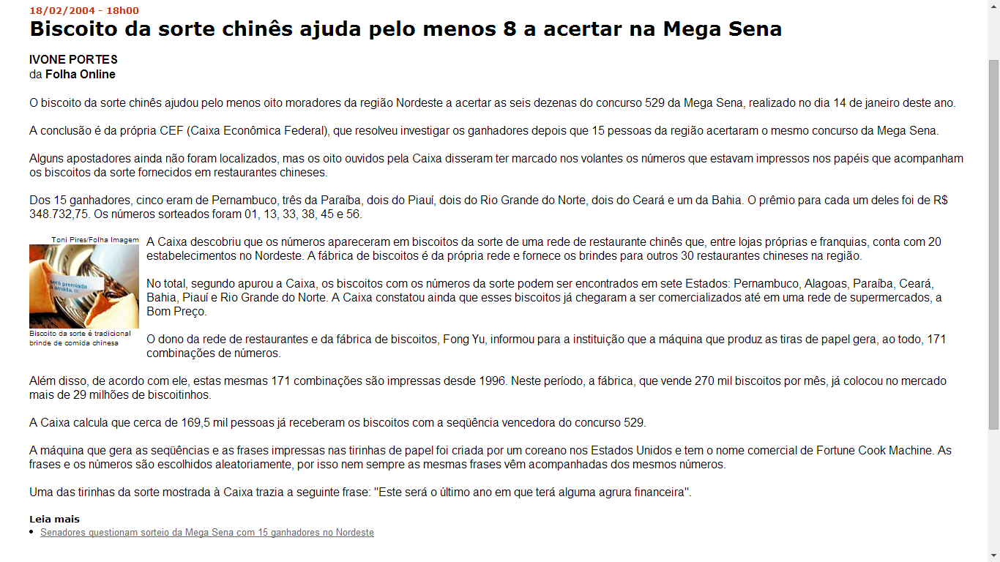 18/02/2004 - 18h00
Biscoito da sorte chinês ajuda pelo menos 8 a acertar na Mega Sena
IVONE PORTES
da Folha Online
O biscoito da sorte chinês ajudou pelo menos oito moradores da região Nordeste a acertar as seis dezenas do concurso 529 da Mega Sena, realizado no dia 14 de janeiro deste ano.
A conclusão é da própria CEF (Caixa Econômica Federal), que resolveu investigar os ganhadores depois que 15 pessoas da região acertaram o mesmo concurso da Mega Sena.
Alguns apostadores ainda não foram localizados, mas os oito ouvidos pela Caixa disseram ter marcado nos volantes os números que estavam impressos nos papéis que acompanham
os biscoitos da sorte fornecidos em restaurantes chineses.
Dos 15 ganhadores, cinco eram de Pernambuco, três da Paraíba, dois do Piauí, dois do Rio Grande do Norte, dois do Ceará e um da Bahia. O prêmio para cada um deles foi de R$
348.732,75. Os números sorteados foram 01, 13, 33, 38, 45 e 56.
Toni Pires/Folha Imagem
será premiada
a amada.
Biscoito da sorte é tradicional
brinde de comida chinesa
A Caixa descobriu que os números apareceram em biscoitos da sorte de uma rede de restaurante chinês que, entre lojas próprias e franquias, conta com 20
estabelecimentos no Nordeste. A fábrica de biscoitos é da própria rede e fornece os brindes para outros 30 restaurantes chineses na região.
No total, segundo apurou a Caixa, os biscoitos com os números da sorte podem ser encontrados em sete Estados: Pernambuco, Alagoas, Paraíba, Ceará,
Bahia, Piauí e Rio Grande do Norte. A Caixa constatou ainda que esses biscoitos já chegaram a ser comercializados até em uma rede de supermercados, a
Bom Preço.
O dono da rede de restaurantes e da fábrica de biscoitos, Fong Yu, informou para a instituição que a máquina que produz as tiras de papel gera, ao todo, 171
combinações de números.
Além disso, de acordo com ele, estas mesmas 171 combinações são impressas desde 1996. Neste período, a fábrica, que vende 270 mil biscoitos por mês, já colocou no mercado
mais de 29 milhões de biscoitinhos.
A Caixa calcula que cerca de 169,5 mil pessoas já receberam os biscoitos com a seqüência vencedora do concurso 529.
A máquina que gera as seqüências e as frases impressas nas tirinhas de papel foi criada por um coreano nos Estados Unidos e tem o nome comercial de Fortune Cook Machine. As
frases e os números são escolhidos aleatoriamente, por isso nem sempre as mesmas frases vêm acompanhadas dos mesmos números.
Uma das tirinhas da sorte mostrada à Caixa trazia a seguinte frase: "Este será o último ano em que terá alguma agrura financeira".
Leia mais
• Senadores questionam sorteio da Mega Sena com 15 ganhadores no Nordeste